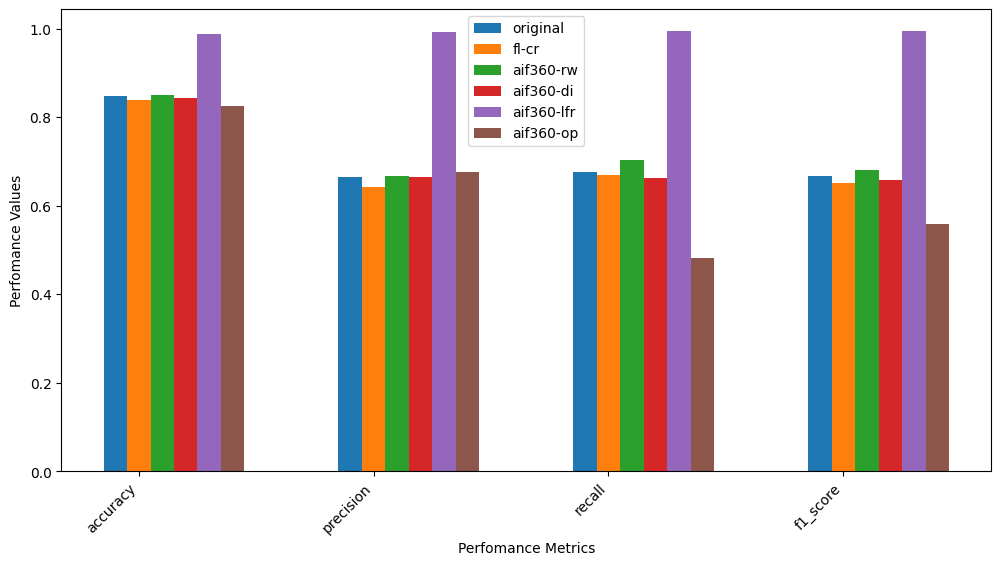 original
fl-cr
aif360-rw
aif360-di
aif360-lfr
aif360-op
1.0
0.8
0.6
0.4
0.2
0.0
Perfomance Values
accuracy
precision
recall
f1_score
Perfomance Metrics